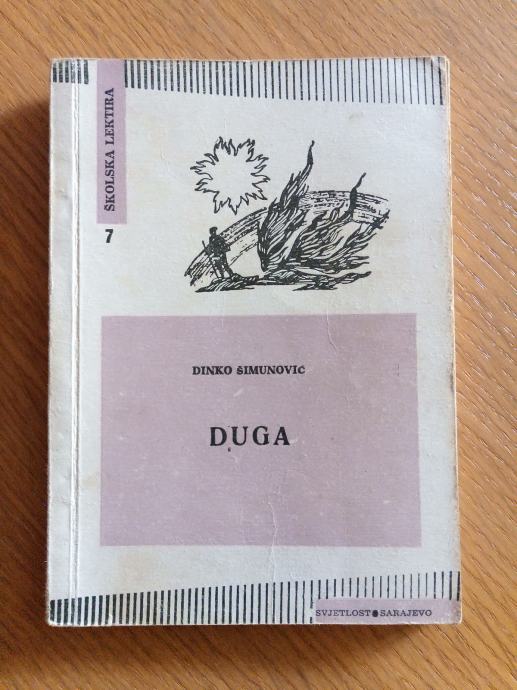 ŠKOLSKA LEKTIRA
7
DINKO ŠIMUNOVIĆ
DUGA
SVJETLOST SARAJEVO